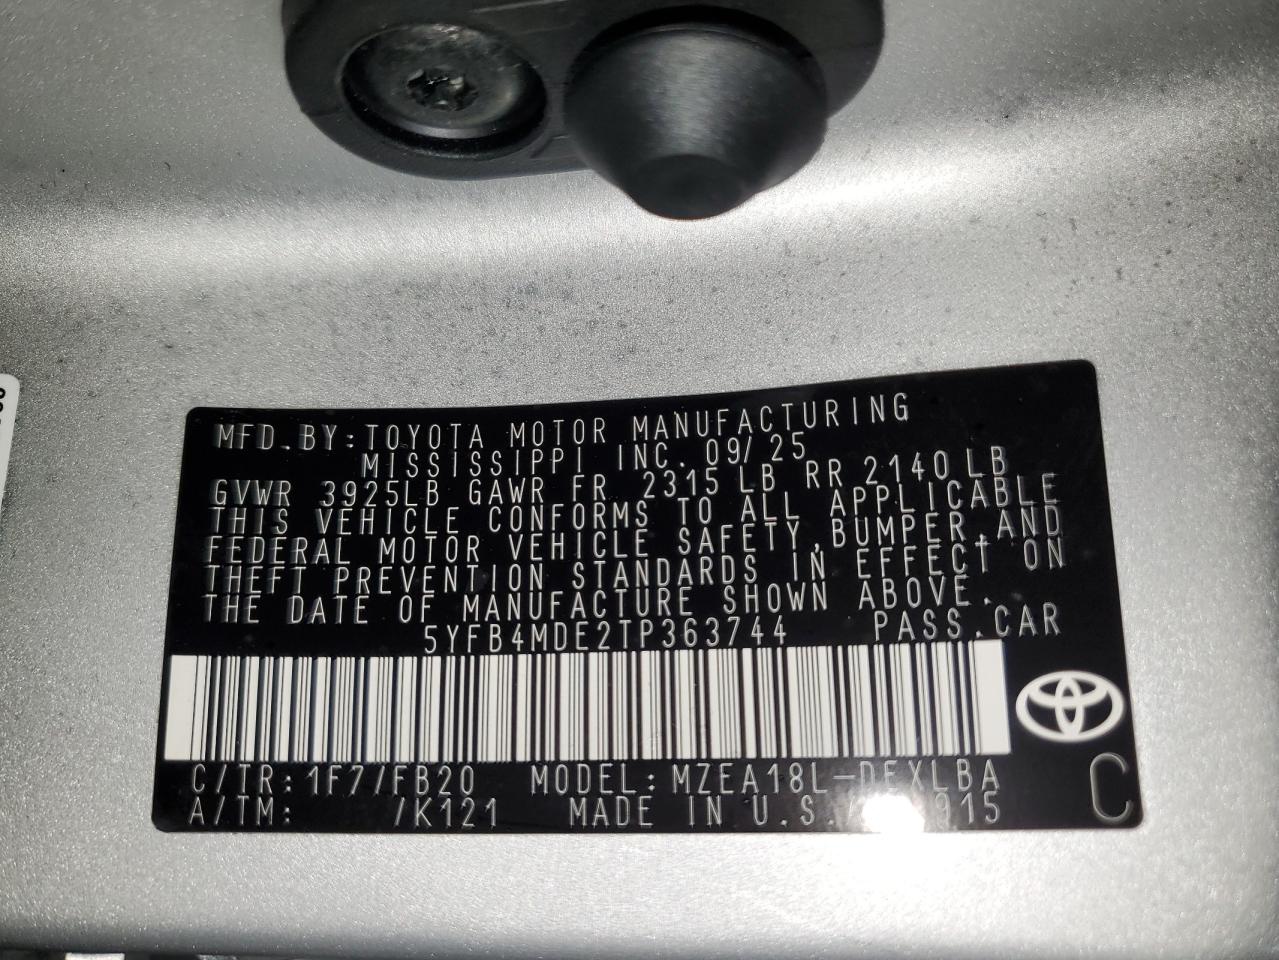 MFD.BY:TOYOTA MOTOR MANUFACTURING
MISSISSIPPI INC. 09/25
GVWR 3925LB GAWR FR 2315 LB RR 2140 LB
THIS VEHICLE CONFORMS TO ALL APPLICABLE
FEDERAL MOTOR VEHICLE SAFETY,BUMPER,AND
THEFT PREVENTION STANDARDS IN EFFECT ON
THE DATE OF MANUFACTURE SHOWN ABOVE.
5YFB4MDE2TP363744 PASS.CAR
C/TR:1F7/FB20 MODEL:MZEA18L-DEXLBA
A/TM: /K121 MADE IN U.S.
C